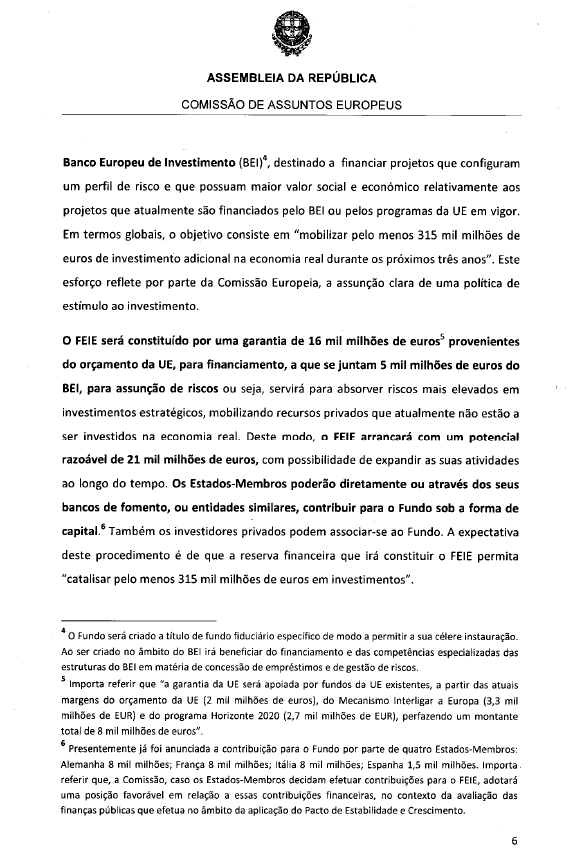 ASSEMBLEIA DA REPÚBLICA
COMISSÃO DE ASSUNTOS EUROPEUS
Banco Europeu de Investimento (BEI)4, destinado a financiar projetos que configuram
um perfil de risco e que possuam maior valor social e económico relativamente aos
projetos que atualmente são financiados pelo BEI ou pelos programas da UE em vigor.
Em termos globais, o objetivo consiste em "mobilizar pelo menos 315 mil milhões de
euros de investimento adicional na economia real durante os próximos três anos". Este
esforço reflete por parte da Comissão Europeia, a assunção clara de uma política de
estímulo ao investimento.
O FEIE será constituído por uma garantia de 16 mil milhões de euros5 provenientes
do orçamento da UE, para financiamento, a que se juntam 5 mil milhões de euros do
BEI, para assunção de riscos ou seja, servirá para absorver riscos mais elevados em
investimentos estratégicos, mobilizando recursos privados que atualmente não estão a
ser investidos na economia real. Deste modo, o FEIE arrancará com um potencial
razoável de 21 mil milhões de euros, com possibilidade de expandir as suas atividades
ao longo do tempo. Os Estados-Membros poderão diretamente ou através dos seus
bancos de fomento, ou entidades similares, contribuir para o Fundo sob a forma de
capital.6 Também os investidores privados podem associar-se ao Fundo. A expectativa
deste procedimento é de que a reserva financeira que irá constituir o FEIE permita
"catalisar pelo menos 315 mil milhões de euros em investimentos".
4 O Fundo será criado a título de fundo fiduciário específico de modo a permitir a sua célere instauração.
Ao ser criado no âmbito do BEI irá beneficiar do financiamento e das competências especializadas das
estruturas do BEI em matéria de concessão de empréstimos e de gestão de riscos.
5 Importa referir que "a garantia da UE será apoiada por fundos da UE existentes, a partir das atuais
margens do orçamento da UE (2 mil milhões de euros), do Mecanismo Interligar a Europa (3,3 mil
milhões de EUR) e do programa Horizonte 2020 (2,7 mil milhões de EUR), perfazendo um montante
total de 8 mil milhões de euros".
6 Presentemente já foi anunciada a contribuição para o Fundo por parte de quatro Estados-Membros:
Alemanha 8 mil milhões; França 8 mil milhões; Itália 8 mil milhões; Espanha 1,5 mil milhões. Importa
referir que, a Comissão, caso os Estados-Membros decidam efetuar contribuições para o FEIE, adotará
uma posição favorável em relação a essas contribuições financeiras, no contexto da avaliação das
finanças públicas que efetua no âmbito da aplicação do Pacto de Estabilidade e Crescimento.
6